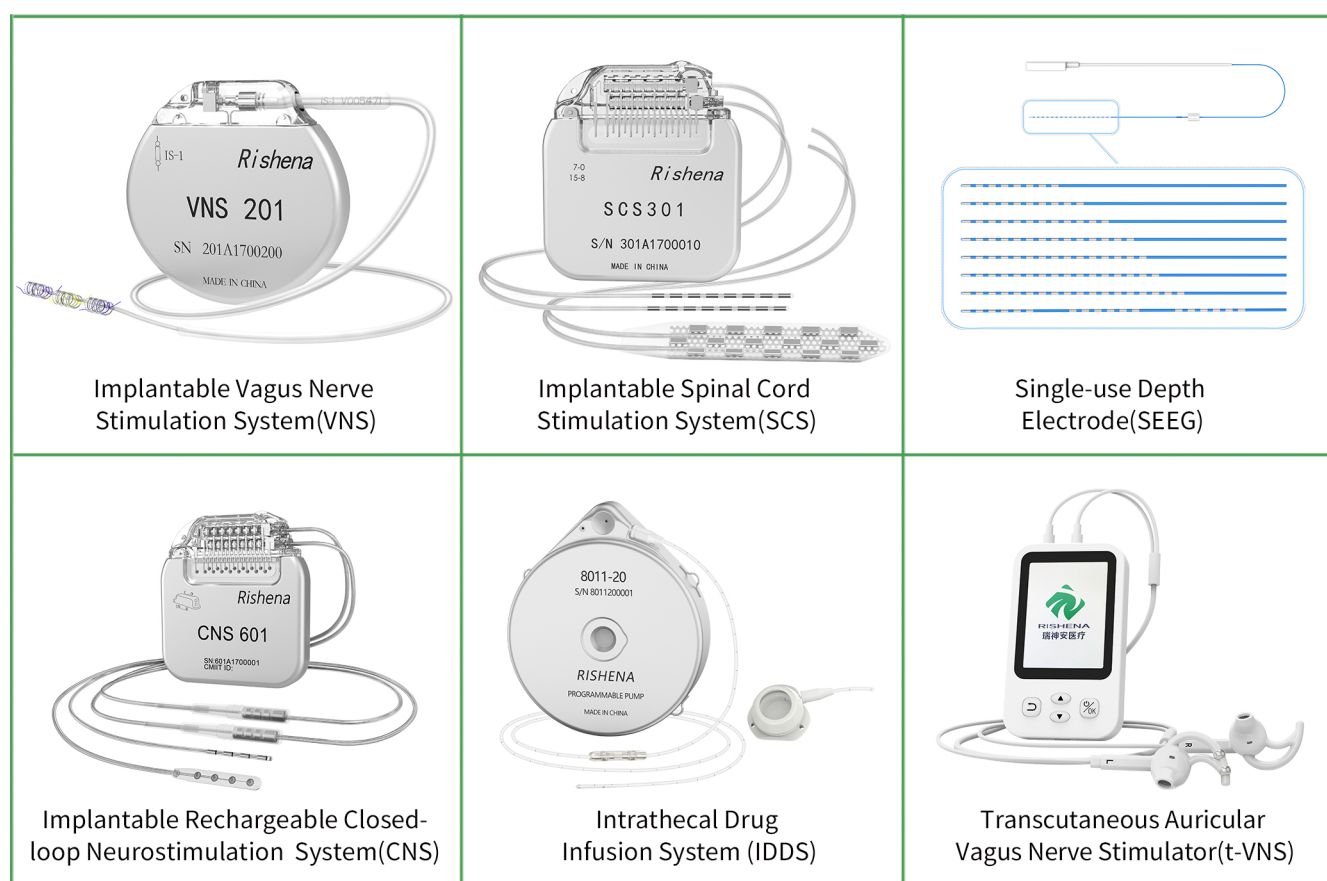 IS-1 V005471
IS-1
Rishena
VNS 201
SN 201A1700200
MADE IN CHINA
Implantable Vagus Nerve
Stimulation System(VNS)
7-0
15-8
Rishena
SCS301
S/N 301A1700010
MADE IN CHINA
Implantable Spinal Cord
Stimulation System(SCS)
Single-use Depth
Electrode(SEEG)
Rishena
CNS 601
SN:601A1700001
CMIIT ID:
Implantable Rechargeable Closed-
loop Neurostimulation System(CNS)
8011-20
S/N 8011200001
RISHENA
PROGRAMMABLE PUMP
MADE IN CHINA
Intrathecal Drug
Infusion System (IDDS)
RISHENA
瑞神安医疗
OK
L
R
Transcutaneous Auricular
Vagus Nerve Stimulator(t-VNS)